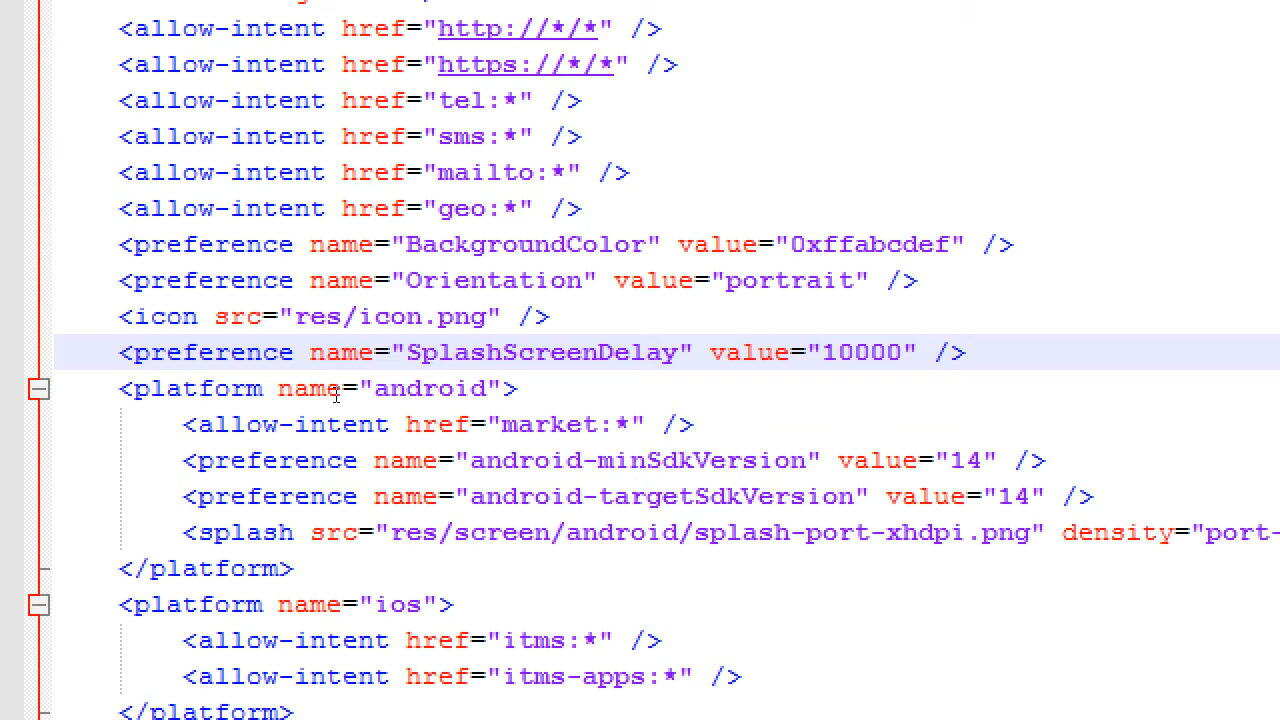 <allow-intent href="http://*/*" />
<allow-intent href="https://*/*" />
<allow-intent href="tel:*" />
<allow-intent href="sms:*" />
<allow-intent href="mailto:*" />
<allow-intent href="geo:*" />
<preference name="BackgroundColor" value="0xffabcdef" />
<preference name="Orientation" value="portrait" />
<icon src="res/icon.png" />
<preference name="SplashScreenDelay" value="10000" />
<platform name="android">
<allow-intent href="market:*" />
<preference name="android-minSdkVersion" value="14" />
<preference name="android-targetSdkVersion" value="14" />
<splash src="res/screen/android/splash-port-xhdpi.png" density="port-
</platform>
<platform name="ios">
<allow-intent href="itms:*" />
<allow-intent href="itms-apps:*" />
</platform>